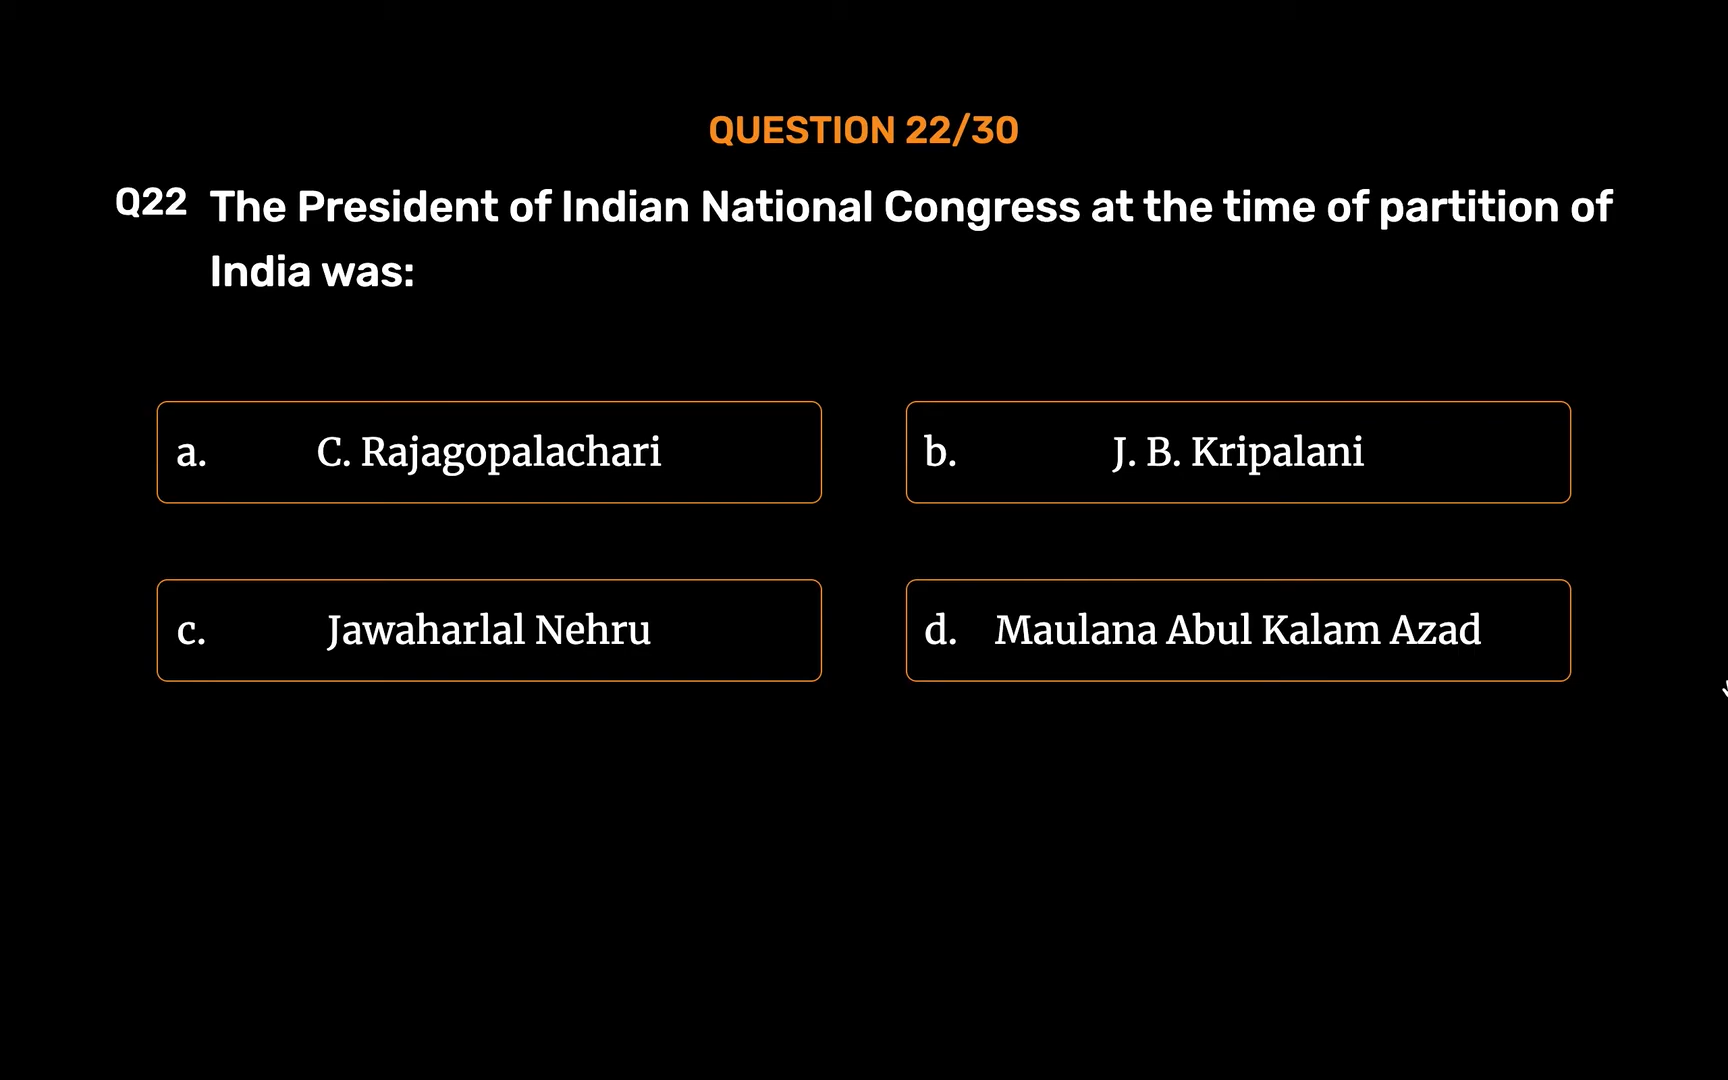 QUESTION 22/30
Q22 The President of Indian National Congress at the time of partition of
India was:
a. C. Rajagopalachari
b. J. B. Kripalani
c. Jawaharlal Nehru
d. Maulana Abul Kalam Azad